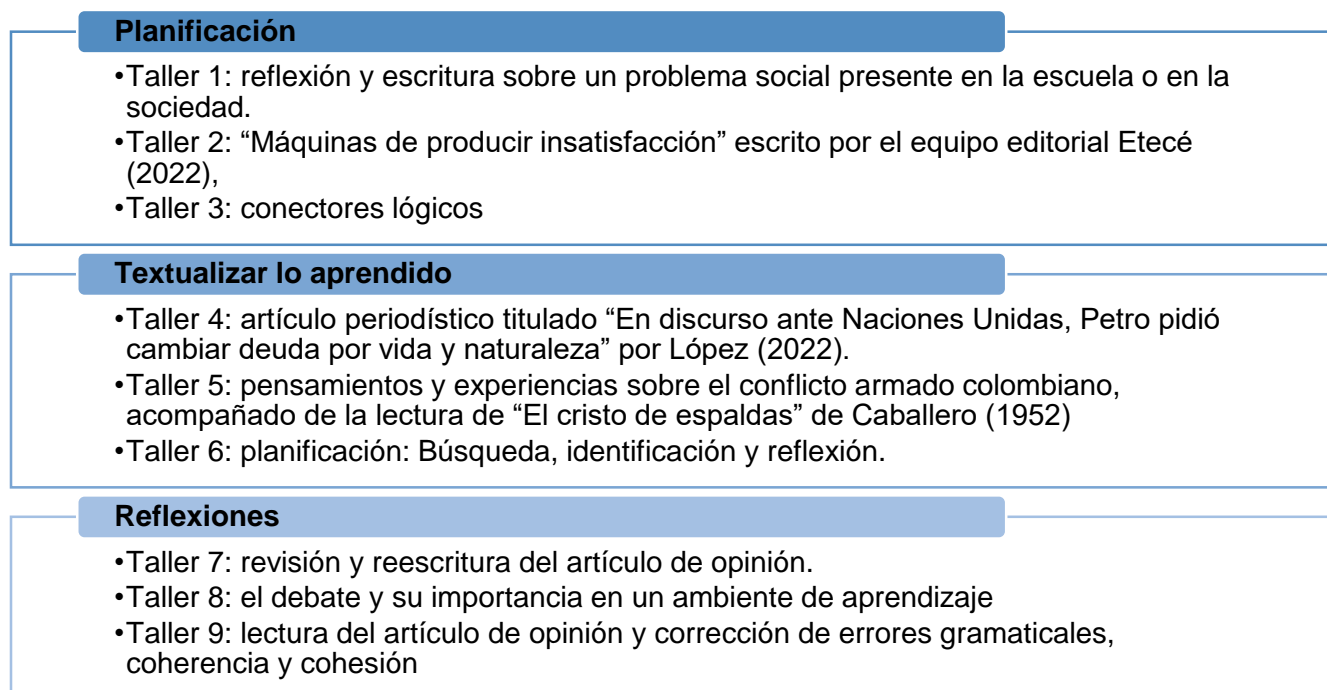 Planificación
•Taller 1: reflexión y escritura sobre un problema social presente en la escuela o en la
sociedad.
•Taller 2: “Máquinas de producir insatisfacción” escrito por el equipo editorial Etecé
(2022),
•Taller 3: conectores lógicos
Textualizar lo aprendido
•Taller 4: artículo periodístico titulado “En discurso ante Naciones Unidas, Petro pidió
cambiar deuda por vida y naturaleza” por López (2022).
•Taller 5: pensamientos y experiencias sobre el conflicto armado colombiano,
acompañado de la lectura de “El cristo de espaldas” de Caballero (1952)
•Taller 6: planificación: Búsqueda, identificación y reflexión.
Reflexiones
•Taller 7: revisión y reescritura del artículo de opinión.
•Taller 8: el debate y su importancia en un ambiente de aprendizaje
•Taller 9: lectura del artículo de opinión y corrección de errores gramaticales,
coherencia y cohesión